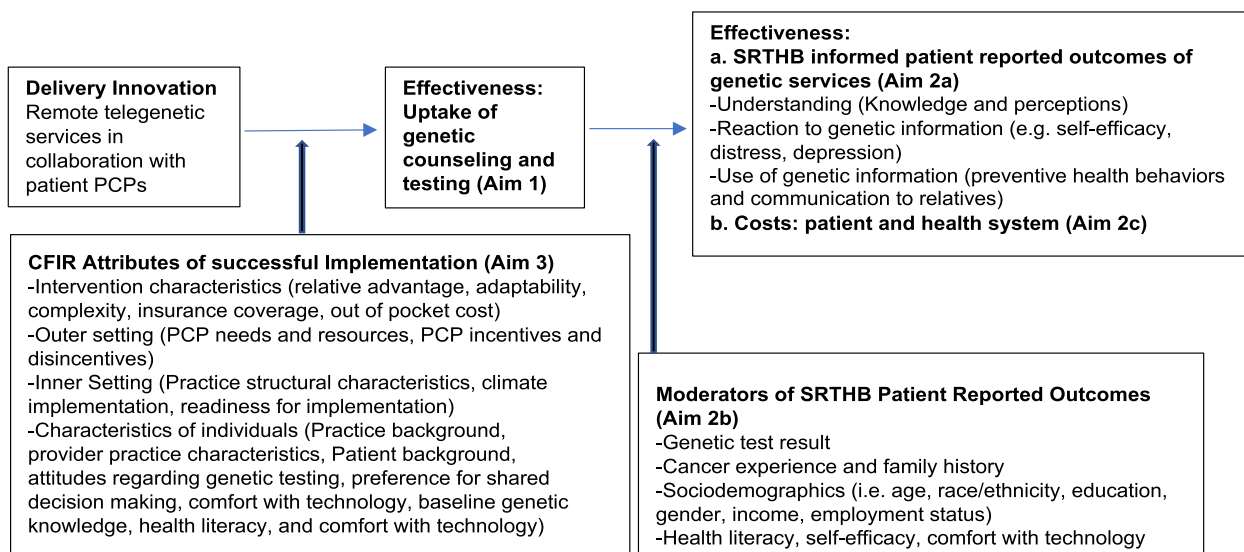 Delivery Innovation
Remote telegenetic
services in
collaboration with
patient PCPs
Effectiveness:
Uptake of
genetic
counseling and
testing (Aim 1)
Effectiveness:
a. SRTHB informed patient reported outcomes of
genetic services (Aim 2a)
-Understanding (Knowledge and perceptions)
-Reaction to genetic information (e.g. self-efficacy,
distress, depression)
-Use of genetic information (preventive health behaviors
and communication to relatives)
b. Costs: patient and health system (Aim 2c)
CFIR Attributes of successful Implementation (Aim 3)
-Intervention characteristics (relative advantage, adaptability,
complexity, insurance coverage, out of pocket cost)
-Outer setting (PCP needs and resources, PCP incentives and
disincentives)
-Inner Setting (Practice structural characteristics, climate
implementation, readiness for implementation)
-Characteristics of individuals (Practice background,
provider practice characteristics, Patient background,
attitudes regarding genetic testing, preference for shared
decision making, comfort with technology, baseline genetic
knowledge, health literacy, and comfort with technology)
Moderators of SRTHB Patient Reported Outcomes
(Aim 2b)
-Genetic test result
-Cancer experience and family history
-Sociodemographics (i.e. age, race/ethnicity, education,
gender, income, employment status)
-Health literacy, self-efficacy, comfort with technology